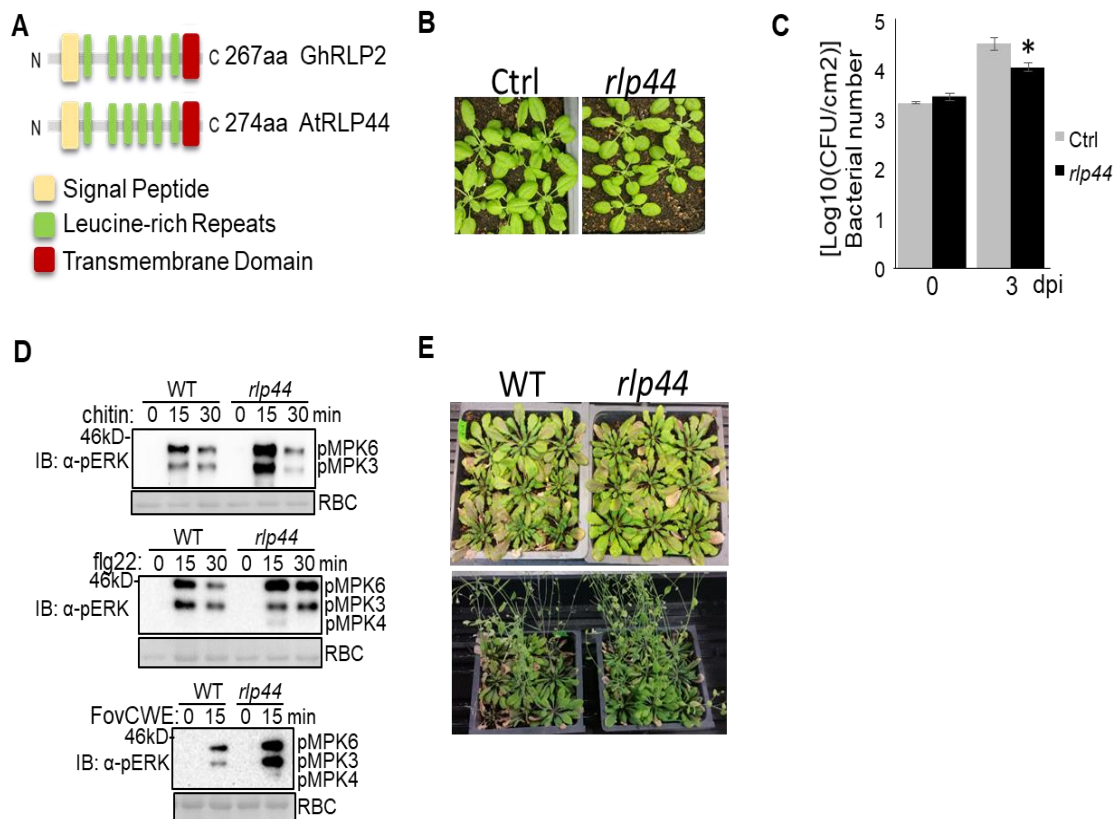 A
N C 267aa GhRLP2
N C 274aa AtRLP44
Signal Peptide
Leucine-rich Repeats
Transmembrane Domain
B
Ctrl rlp44
C
[Log10(CFU/cm2)]
Bacterial number
5
4
3
2
1
0
*
Ctrl
rlp44
0 3 dpi
D
WT rlp44
chitin: 0 15 30 0 15 30 min
46kD-
IB: α-pERK
pMPK6
pMPK3
RBC
WT rlp44
flg22: 0 15 30 0 15 30 min
46kD-
IB: α-pERK
pMPK6
pMPK3
pMPK4
RBC
WT rlp44
FovCWE: 0 15 0 15 min
46kD-
IB: α-pERK
pMPK6
pMPK3
pMPK4
RBC
E
WT rlp44